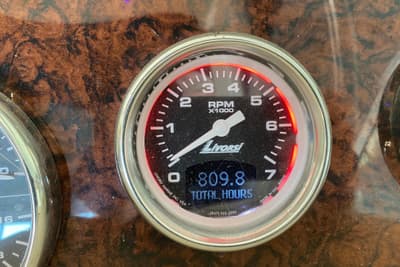 3 4
2 5
RPM
X1000
1 6
Livorsi
0 7
809.8
TOTAL HOURS